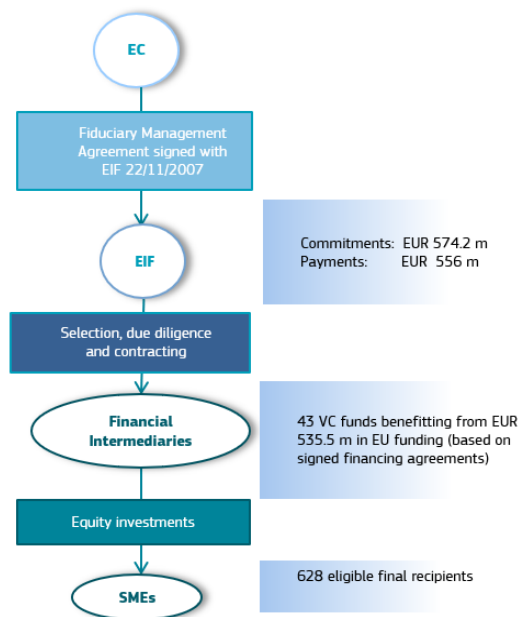 EC
Fiduciary Management
Agreement signed with
EIF 22/11/2007
Commitments: EUR 574.2 m
Payments: EUR 556 m
EIF
Selection, due diligence
and contracting
Financial
Intermediaries
43 VC funds benefitting from EUR
535.5 m in EU funding (based on
signed financing agreements)
Equity investments
628 eligible final recipients
SMEs